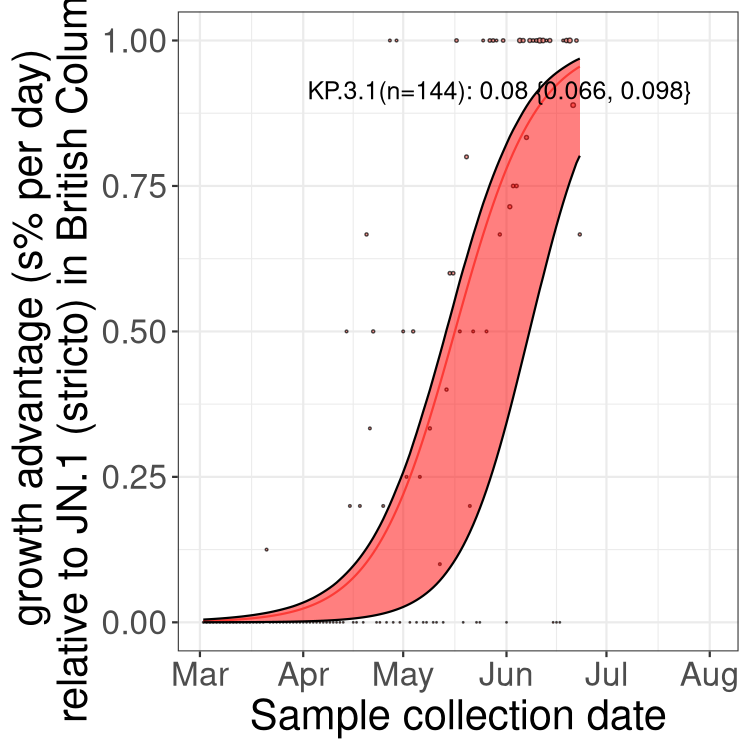 growth advantage (s% per day)
relative to JN.1 (stricto) in British Colum
1.00
0.75
0.50
0.25
0.00
KP.3.1(n=144): 0.08 {0.066, 0.098}
Mar Apr May Jun Jul Aug
Sample collection date